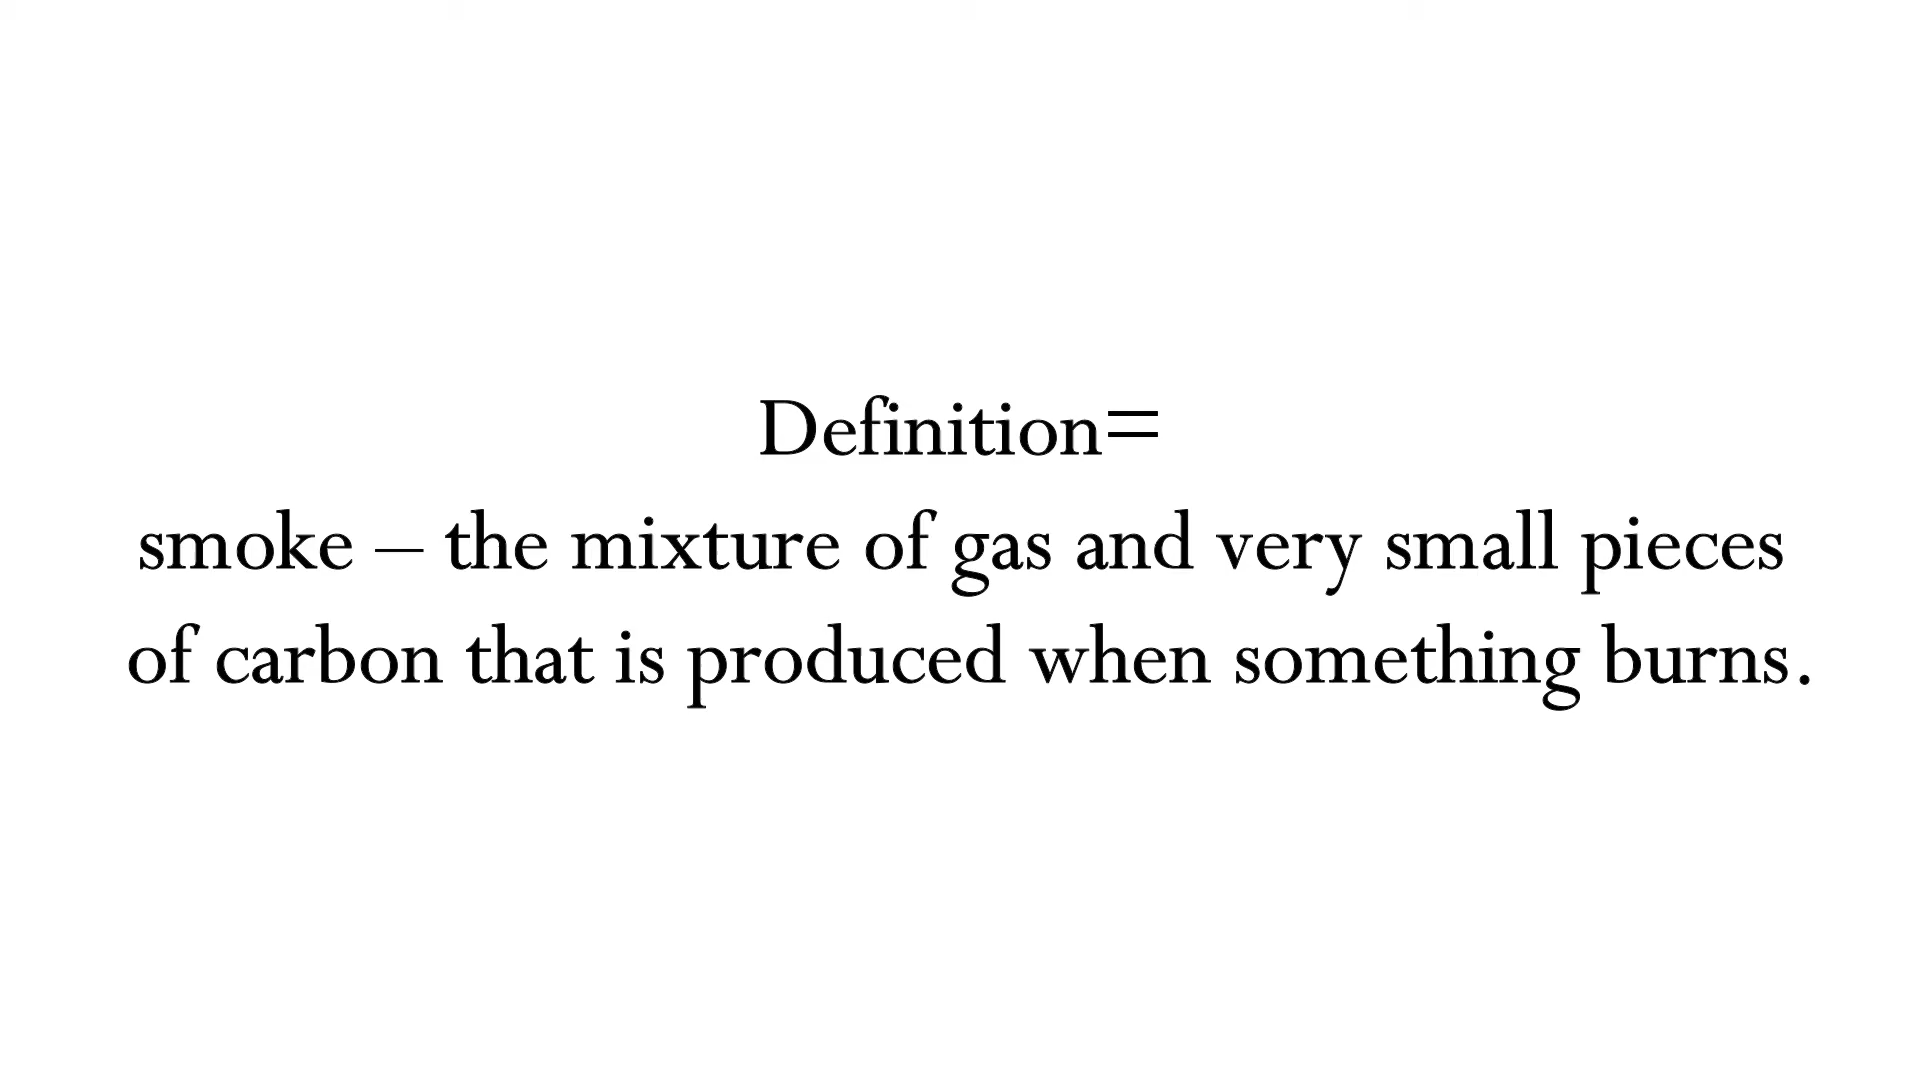 Definition=
smoke – the mixture of gas and very small pieces
of carbon that is produced when something burns.